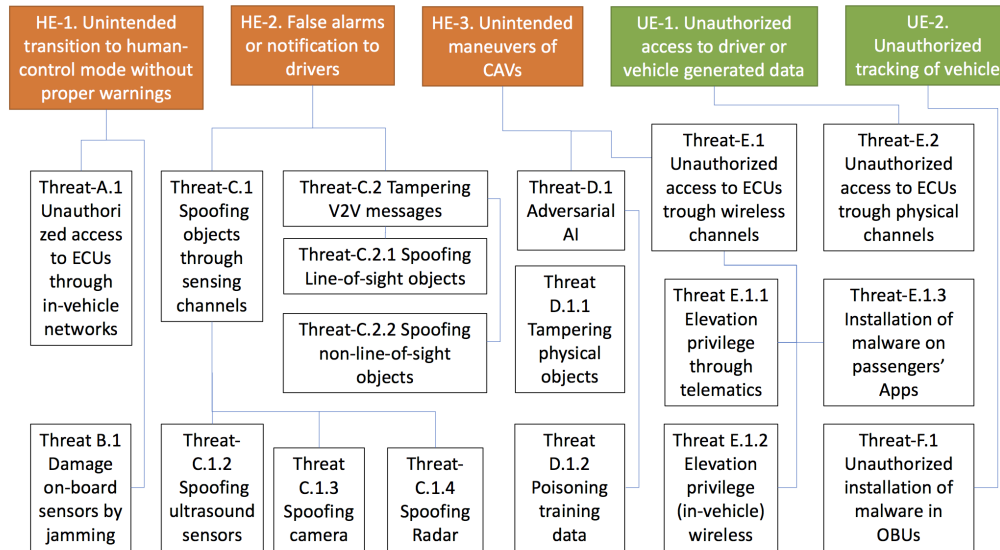 HE-1. Unintended
transition to human-
control mode without
proper warnings
HE-2. False alarms
or notification to
drivers
HE-3. Unintended
maneuvers of
CAVs
UE-1. Unauthorized
access to driver or
vehicle generated data
UE-2.
Unauthorized
tracking of vehicle
Threat-A.1
Unauthori
zed access
to ECUs
through
in-vehicle
networks
Threat-C.1
Spoofing
objects
through
sensing
channels
Threat-C.2 Tampering
V2V messages
Threat-C.2.1 Spoofing
Line-of-sight objects
Threat-C.2.2 Spoofing
non-line-of-sight
objects
Threat-D.1
Adversarial
AI
Threat
D.1.1
Tampering
physical
objects
Threat-E.1
Unauthorized
access to ECUs
trough wireless
channels
Threat-E.2
Unauthorized
access to ECUs
trough physical
channels
Threat E.1.1
Elevation
privilege
through
telematics
Threat-E.1.3
Installation of
malware on
passengers’
Apps
Threat B.1
Damage
on-board
sensors by
jamming
Threat-
C.1.2
Spoofing
ultrasound
sensors
Threat
C.1.3
Spoofing
camera
Threat-
C.1.4
Spoofing
Radar
Threat
D.1.2
Poisoning
training
data
Threat E.1.2
Elevation
privilege
(in-vehicle)
wireless
Threat-F.1
Unauthorized
installation of
malware in
OBUs